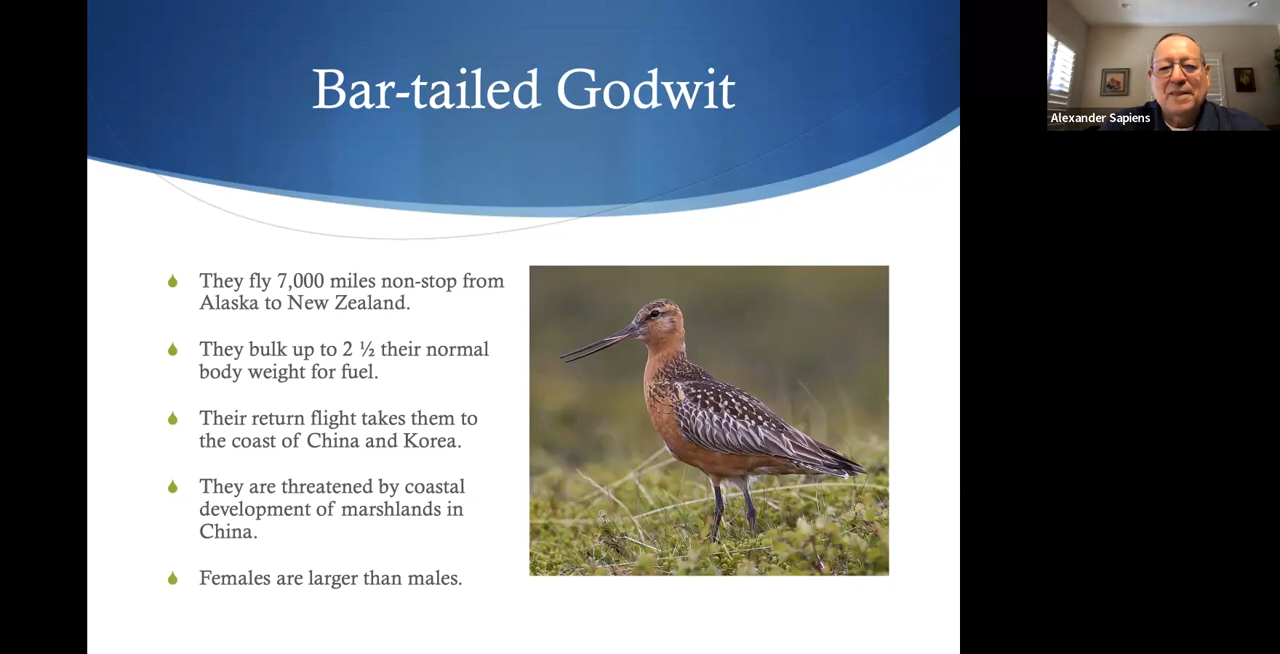 Bar-tailed Godwit
Alexander Sapiens
They fly 7,000 miles non-stop from
Alaska to New Zealand.
They bulk up to 2 ½ their normal
body weight for fuel.
Their return flight takes them to
the coast of China and Korea.
They are threatened by coastal
development of marshlands in
China.
Females are larger than males.